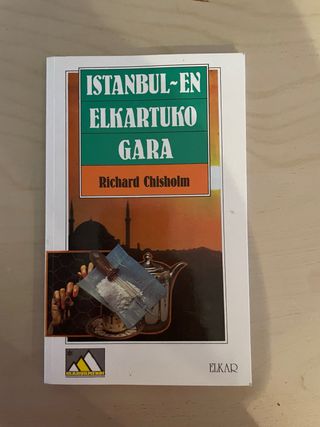 ISTANBUL-EN
ELKARTUKO
GARA
Richard Chisholm
ELKAR